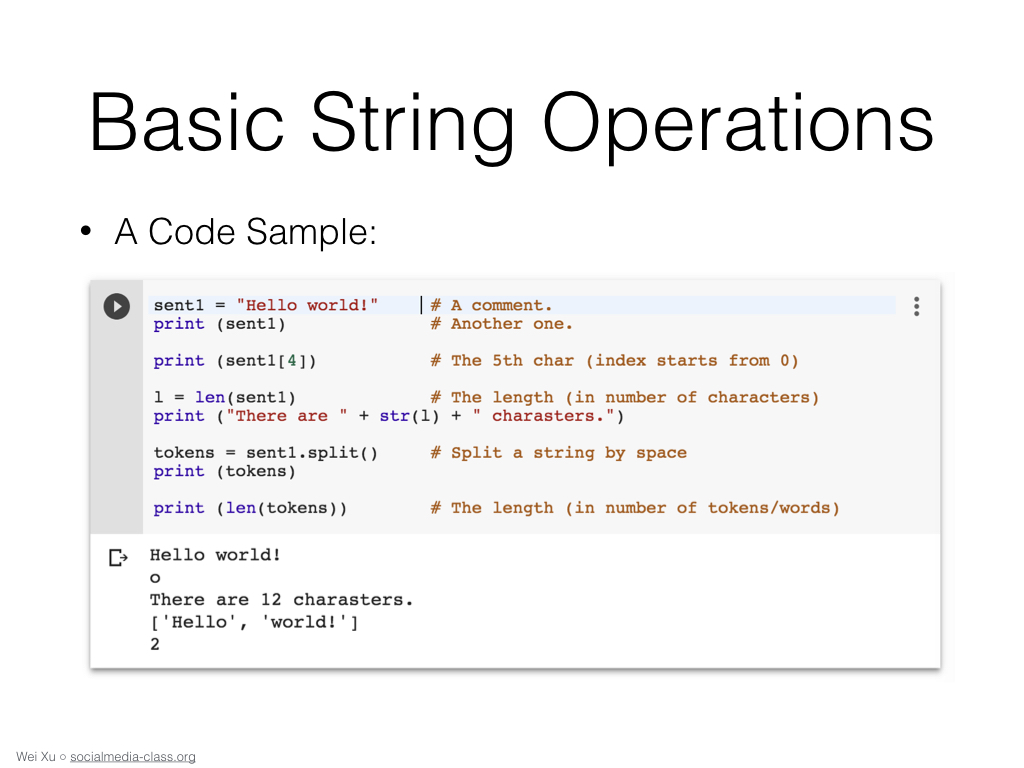 Basic String Operations
• A Code Sample:
sent1 = "Hello world!"    # A comment.
print (sent1)              # Another one.
print (sent1[4])           # The 5th char (index starts from 0)
l = len(sent1)             # The length (in number of characters)
print ("There are " + str(l) + " charasters.")
tokens = sent1.split()     # Split a string by space
print (tokens)
print (len(tokens))        # The length (in number of tokens/words)
Hello world!
o
There are 12 charasters.
['Hello', 'world!']
2
Wei Xu ○ socialmedia-class.org